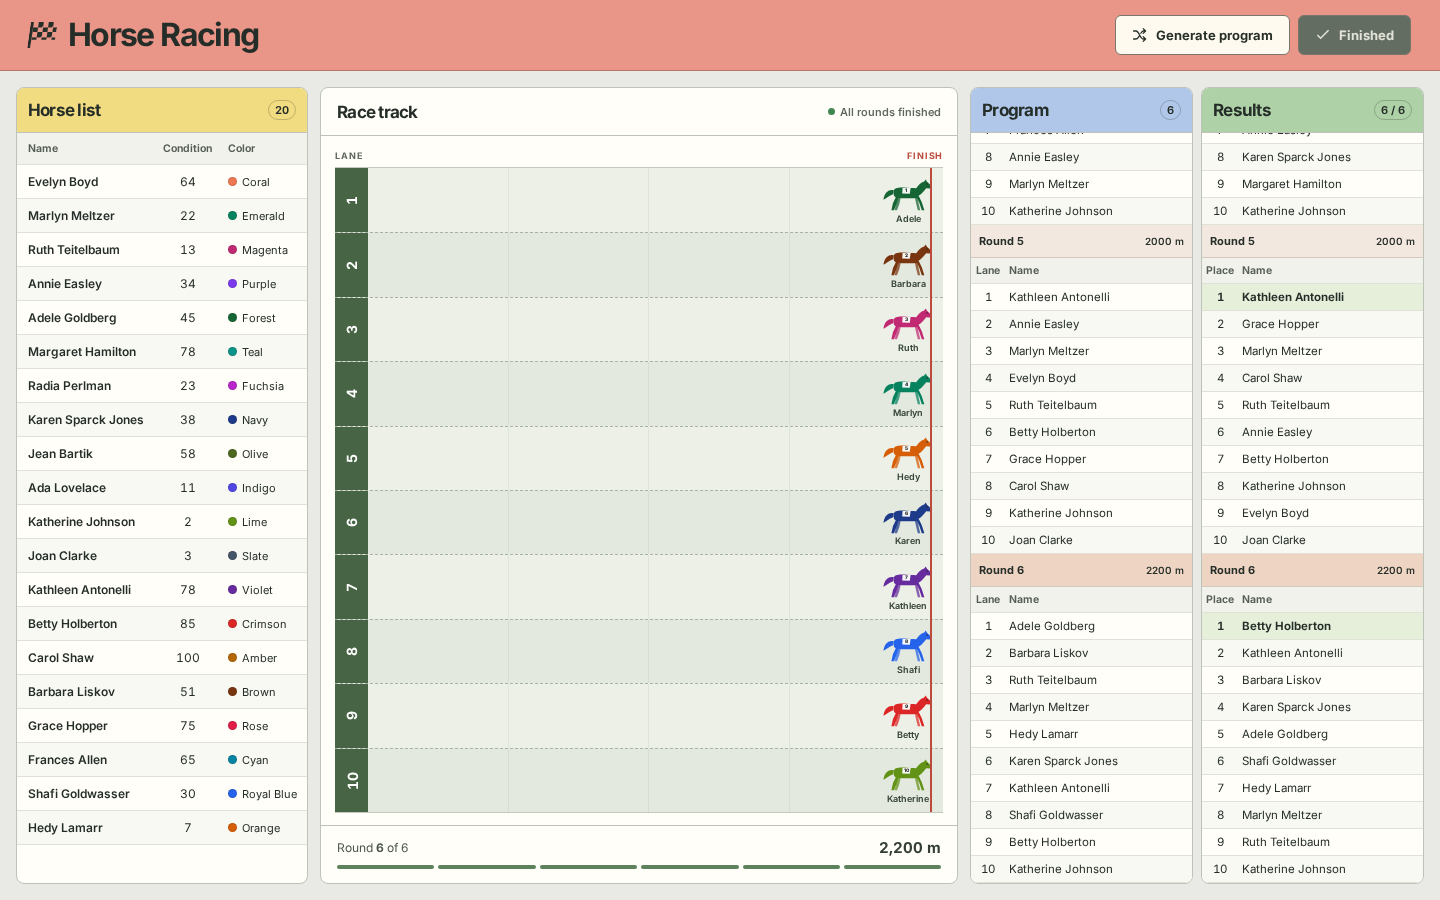 Horse Racing
Generate program
Finished
Horse list
20
Name Condition Color
Evelyn Boyd 64 Coral
Marlyn Meltzer 22 Emerald
Ruth Teitelbaum 13 Magenta
Annie Easley 34 Purple
Adele Goldberg 45 Forest
Margaret Hamilton 78 Teal
Radia Perlman 23 Fuchsia
Karen Sparck Jones 38 Navy
Jean Bartik 58 Olive
Ada Lovelace 11 Indigo
Katherine Johnson 2 Lime
Joan Clarke 3 Slate
Kathleen Antonelli 78 Violet
Betty Holberton 85 Crimson
Carol Shaw 100 Amber
Barbara Liskov 51 Brown
Grace Hopper 75 Rose
Frances Allen 65 Cyan
Shafi Goldwasser 30 Royal Blue
Hedy Lamarr 7 Orange
Race track
All rounds finished
LANE FINISH
1 Adele
2 Barbara
3 Ruth
4 Marlyn
5 Hedy
6 Karen
7 Kathleen
8 Shafi
9 Betty
10 Katherine
Round 6 of 6
2,200 m
Program
6
8 Annie Easley
9 Marlyn Meltzer
10 Katherine Johnson
Round 5 2000 m
Lane Name
1 Kathleen Antonelli
2 Annie Easley
3 Marlyn Meltzer
4 Evelyn Boyd
5 Ruth Teitelbaum
6 Betty Holberton
7 Grace Hopper
8 Carol Shaw
9 Katherine Johnson
10 Joan Clarke
Round 6 2200 m
Lane Name
1 Adele Goldberg
2 Barbara Liskov
3 Ruth Teitelbaum
4 Marlyn Meltzer
5 Hedy Lamarr
6 Karen Sparck Jones
7 Kathleen Antonelli
8 Shafi Goldwasser
9 Betty Holberton
10 Katherine Johnson
Results
6 / 6
8 Karen Sparck Jones
9 Margaret Hamilton
10 Katherine Johnson
Round 5 2000 m
Place Name
1 Kathleen Antonelli
2 Grace Hopper
3 Marlyn Meltzer
4 Carol Shaw
5 Ruth Teitelbaum
6 Annie Easley
7 Betty Holberton
8 Katherine Johnson
9 Evelyn Boyd
10 Joan Clarke
Round 6 2200 m
Place Name
1 Betty Holberton
2 Kathleen Antonelli
3 Barbara Liskov
4 Karen Sparck Jones
5 Adele Goldberg
6 Shafi Goldwasser
7 Hedy Lamarr
8 Marlyn Meltzer
9 Ruth Teitelbaum
10 Katherine Johnson